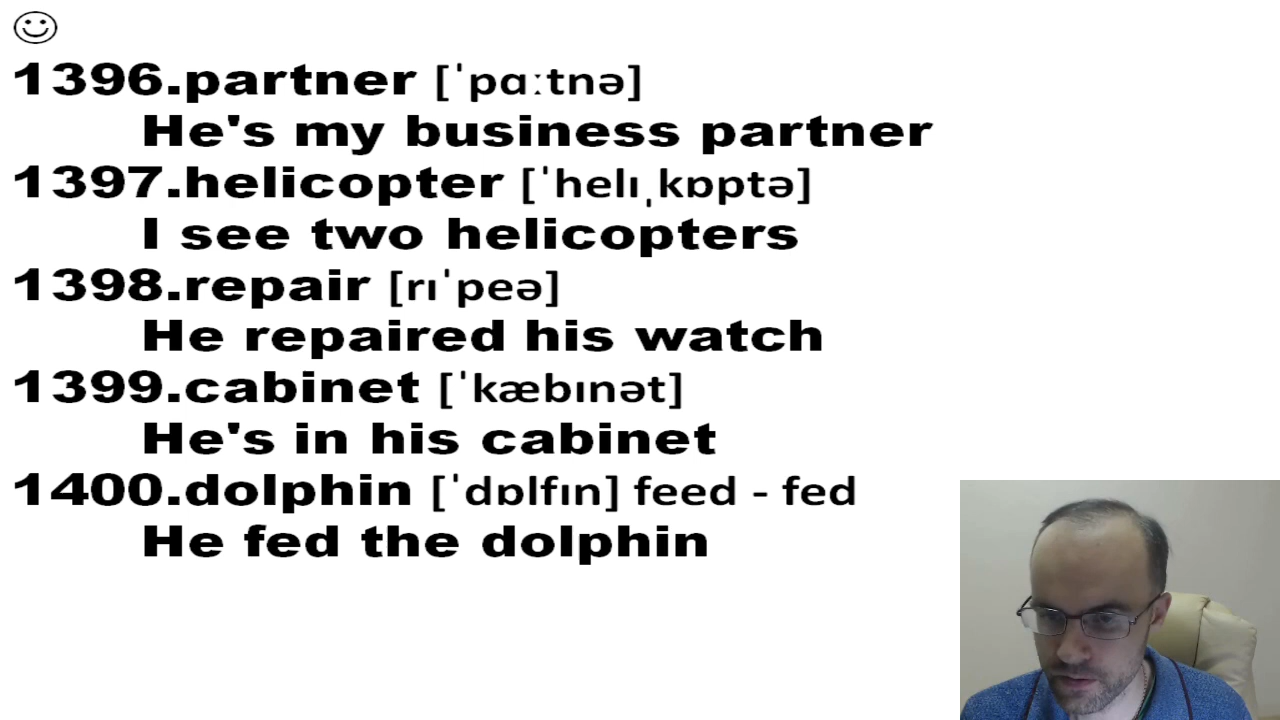 1396.partner [ˈpɑːtnə]
He's my business partner
1397.helicopter [ˈhelɪˌkɒptə]
I see two helicopters
1398.repair [rɪˈpeə]
He repaired his watch
1399.cabinet [ˈkæbɪnət]
He's in his cabinet
1400.dolphin [ˈdɒlfɪn] feed - fed
He fed the dolphin